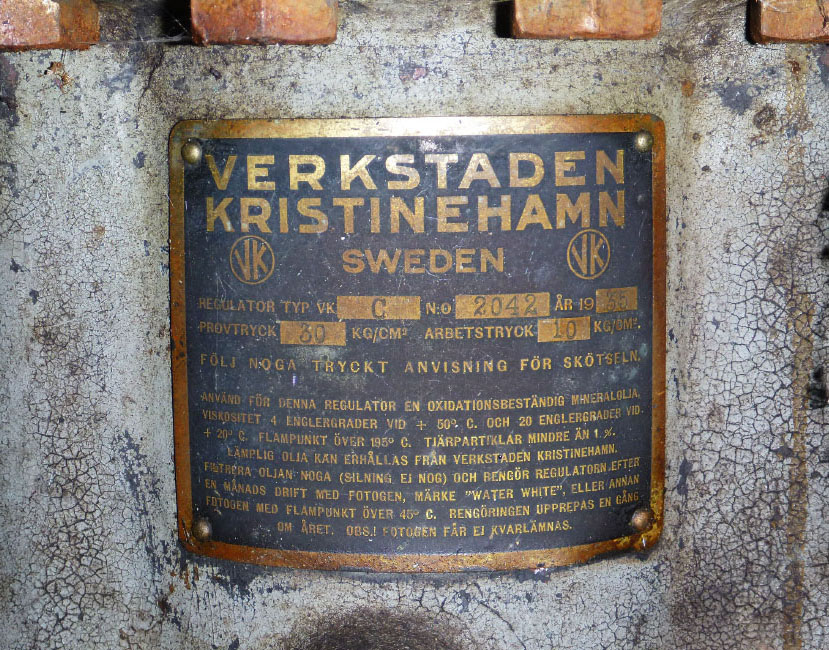 VERKSTADEN
KRISTINEHAMN
VK SWEDEN VK
REGULATOR TYP VK C N:O 2042 ÅR 19 35
PROVTRYCK 30 KG/CM². ARBETSTRYCK 10 KG/CM².
FÖLJ NOGA TRYCKT ANVISNING FÖR SKÖTSELN.
ANVÄND FÖR DENNA REGULATOR EN OXIDATIONSBESTÄNDIG MINERALOLJA,
VISKOSITET 4 ENGLERGRADER VID + 50° C. OCH 20 ENGLERGRADER VID
+ 20° C. FLAMPUNKT ÖVER 195° C. TJÄRPARTIKLAR MINDRE ÄN 1 %.
LÄMPLIG OLJA KAN ERHÅLLAS FRÅN VERKSTADEN KRISTINEHAMN.
FILTRERA OLJAN NOGA (SILNING EJ NOG) OCH RENGÖR REGULATORN EFTER
EN MÅNADS DRIFT MED FOTOGEN, MÄRKE "WATER WHITE", ELLER ANNAN
FOTOGEN MED FLAMPUNKT ÖVER 45° C. RENGÖRINGEN UPPREPAS EN GÅNG
OM ÅRET. OBS.! FOTOGEN FÅR EJ KVARLÄMNAS.